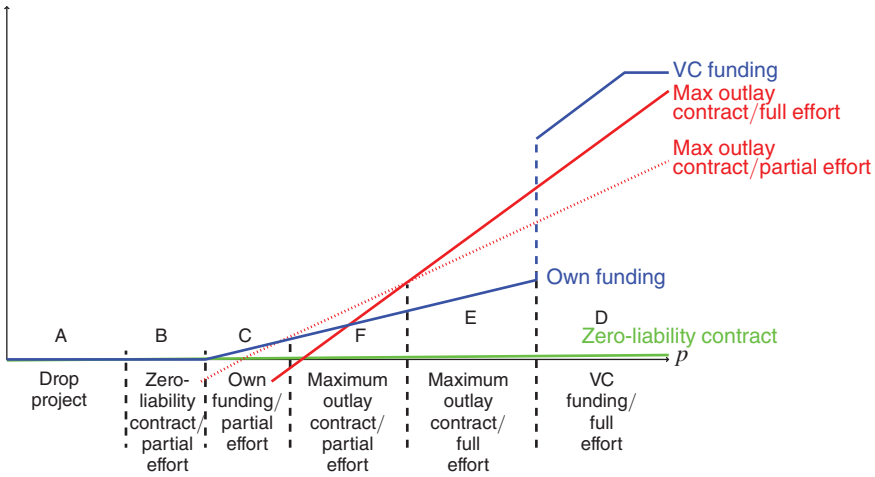 VC funding
Max outlay
contract/full effort
Max outlay
contract/partial effort
Own funding
A
B
C
F
E
D
Zero-liability contract
p
Drop
project
Zero-
liability
contract/
partial
effort
Own
funding/
partial
effort
Maximum
outlay
contract/
partial
effort
Maximum
outlay
contract/
full
effort
VC
funding/
full
effort